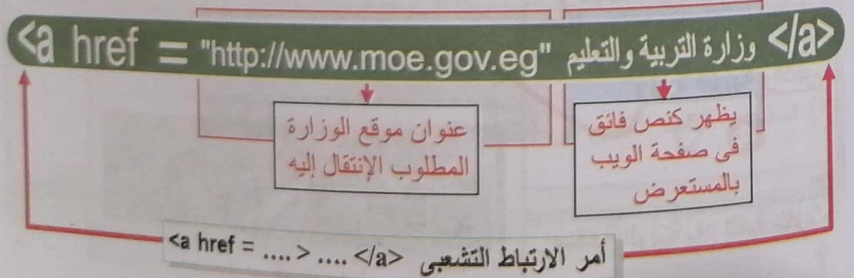 <a href = "http://www.moe.gov.eg" وزارة التربية والتعليم </a>
يظهر كنص فائق
فى صفحة الويب
بالمستعرض
عنوان موقع الوزارة
المطلوب الإنتقال إليه
أمر الارتباط التشعبى <a href = .... > .... </a>